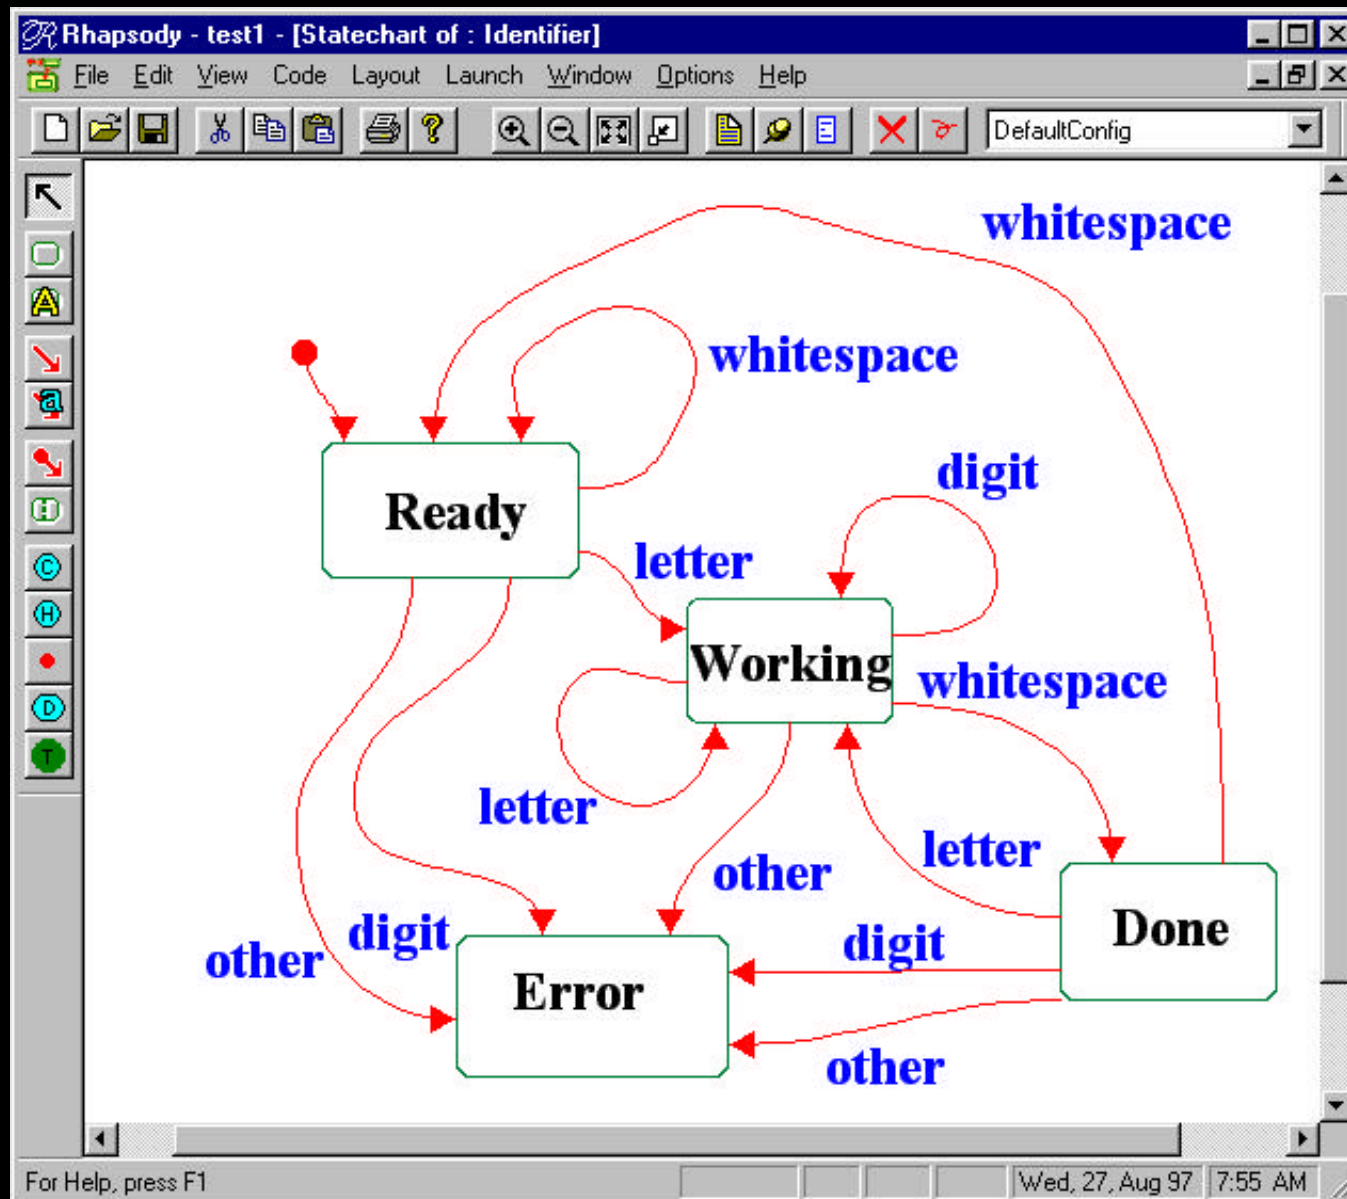 Rhapsody - test1 - [Statechart of : Identifier]
File Edit View Code Layout Launch Window Options Help
DefaultConfig
A
a
H
C
H
D
T
whitespace
whitespace
digit
Ready
letter
Working
whitespace
letter
letter
other
Done
digit
digit
other
Error
other
For Help, press F1
Wed, 27, Aug 97 7:55 AM